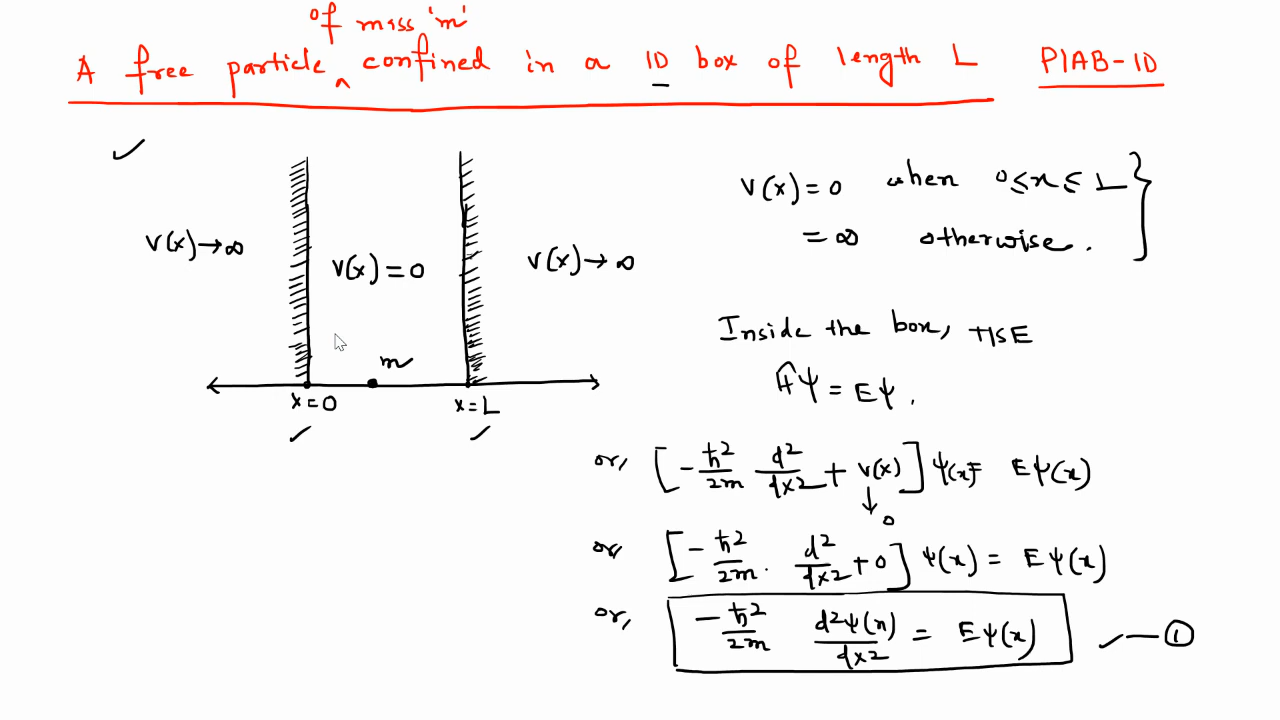 of mass 'm'
A free particle ^ confined in a 1D box of length L PIAB-1D
V(x)→∞
V(x)=0
V(x)→∞
m
x=0
x=L
V(x)=0 when 0≤x≤L
=∞ otherwise.
Inside the box, TISE
Ĥψ = Eψ.
or, [-ℏ²/2m d²/dx² + V(x)] ψ(x) = Eψ(x)
↓
0
or, [-ℏ²/2m. d²/dx² + 0] ψ(x) = Eψ(x)
or, -ℏ²/2m d²ψ(x)/dx² = Eψ(x) —①